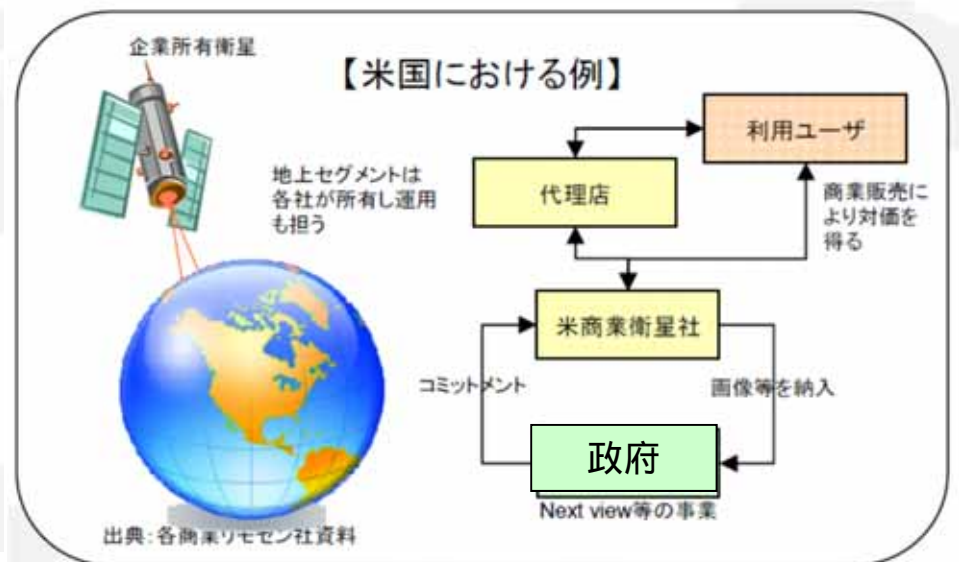 企業所有衛星
【米国における例】
地上セグメントは
各社が所有し運用
も担う
利用ユーザ
代理店
商業販売に
より対価を
得る
米商業衛星社
コミットメント
画像等を納入
政府
Next view等の事業
出典：各商業リモセン社資料